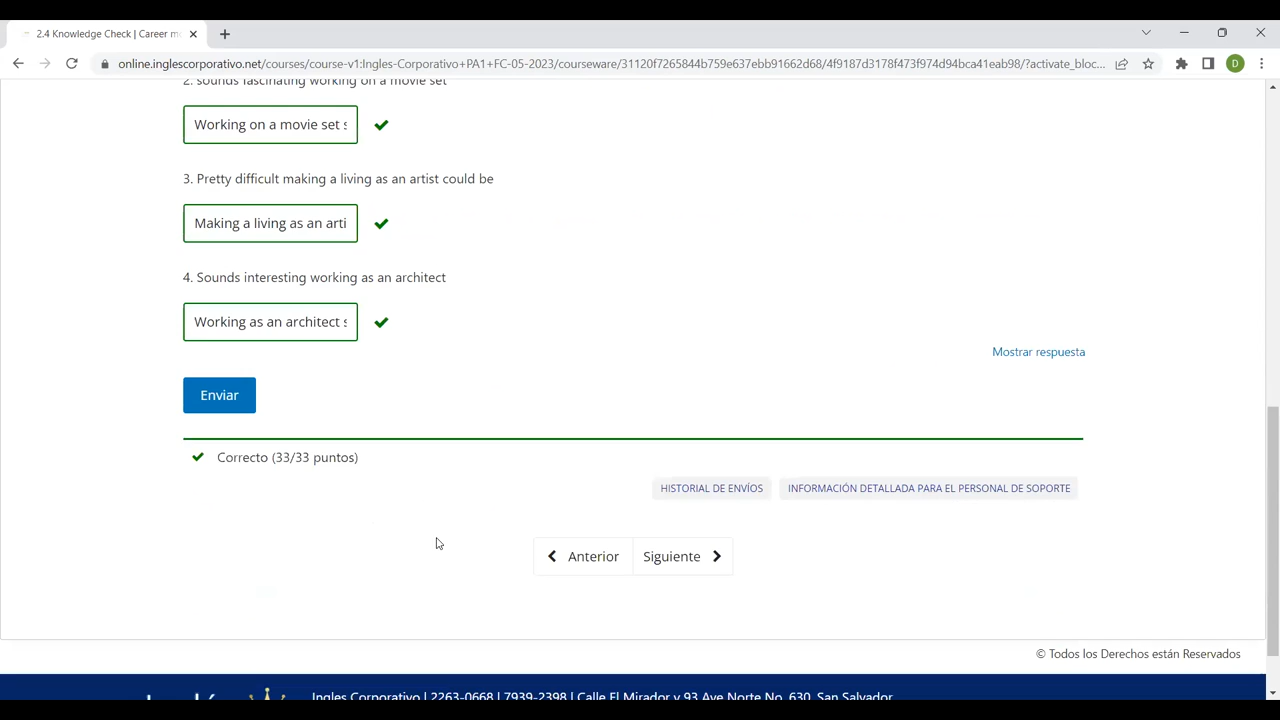 2.4 Knowledge Check | Career m
online.inglescorporativo.net/courses/course-v1:Ingles-Corporativo+PA1+FC-05-2023/courseware/31120f7265844b759e637ebb91662d68/4f9187d3178f473f974d94bca41eab98/?activate_bloc...
D
2. sounds fascinating working on a movie set
Working on a movie set s
3. Pretty difficult making a living as an artist could be
Making a living as an arti
4. Sounds interesting working as an architect
Working as an architect s
Mostrar respuesta
Enviar
Correcto (33/33 puntos)
HISTORIAL DE ENVÍOS
INFORMACIÓN DETALLADA PARA EL PERSONAL DE SOPORTE
Anterior
Siguiente
© Todos los Derechos están Reservados
Ingles Corporativo | 2263-0668 | 7939-2398 | Calle El Mirador y 93 Ave Norte No. 630, San Salvador